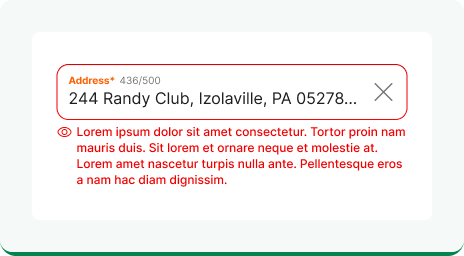 Address* 436/500
244 Randy Club, Izolaville, PA 05278...
Lorem ipsum dolor sit amet consectetur. Tortor proin nam
mauris duis. Sit lorem et ornare neque et molestie at.
Lorem amet nascetur turpis nulla ante. Pellentesque eros
a nam hac diam dignissim.